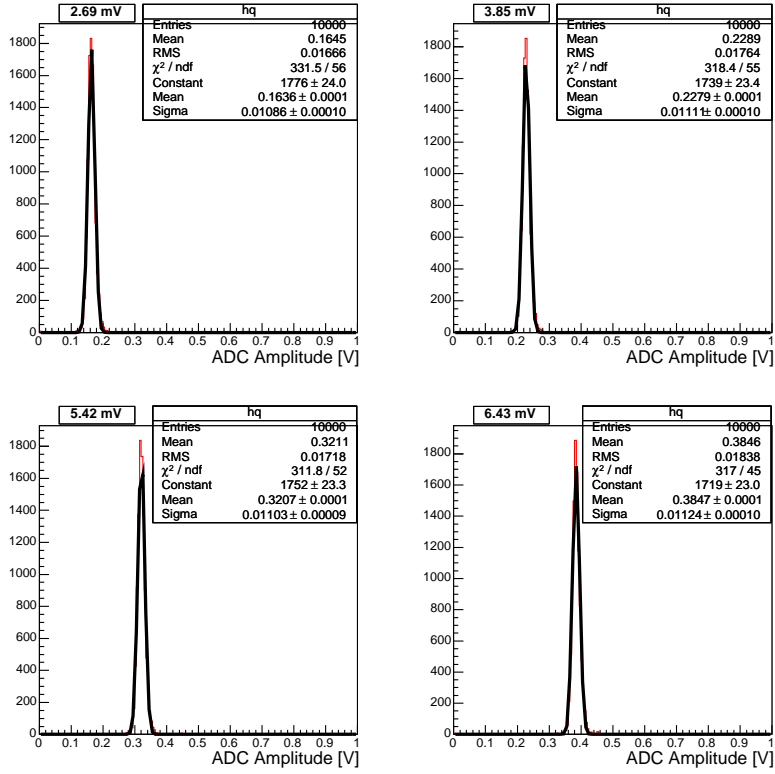 2.69 mV
hq
Entries 10000
Mean 0.1645
RMS 0.01666
χ² / ndf 331.5 / 56
Constant 1776 ± 24.0
Mean 0.1636 ± 0.0001
Sigma 0.01086 ± 0.00010
1800
1600
1400
1200
1000
800
600
400
200
0
0 0.1 0.2 0.3 0.4 0.5 0.6 0.7 0.8 0.9 1
ADC Amplitude [V]
3.85 mV
hq
Entries 10000
Mean 0.2289
RMS 0.01764
χ² / ndf 318.4 / 55
Constant 1739 ± 23.4
Mean 0.2279 ± 0.0001
Sigma 0.01111 ± 0.00010
1800
1600
1400
1200
1000
800
600
400
200
0
0 0.1 0.2 0.3 0.4 0.5 0.6 0.7 0.8 0.9 1
ADC Amplitude [V]
5.42 mV
hq
Entries 10000
Mean 0.3211
RMS 0.01718
χ² / ndf 311.8 / 52
Constant 1752 ± 23.3
Mean 0.3207 ± 0.0001
Sigma 0.01103 ± 0.00009
1800
1600
1400
1200
1000
800
600
400
200
0
0 0.1 0.2 0.3 0.4 0.5 0.6 0.7 0.8 0.9 1
ADC Amplitude [V]
6.43 mV
hq
Entries 10000
Mean 0.3846
RMS 0.01838
χ² / ndf 317 / 45
Constant 1719 ± 23.0
Mean 0.3847 ± 0.0001
Sigma 0.01124 ± 0.00010
1800
1600
1400
1200
1000
800
600
400
200
0
0 0.1 0.2 0.3 0.4 0.5 0.6 0.7 0.8 0.9 1
ADC Amplitude [V]